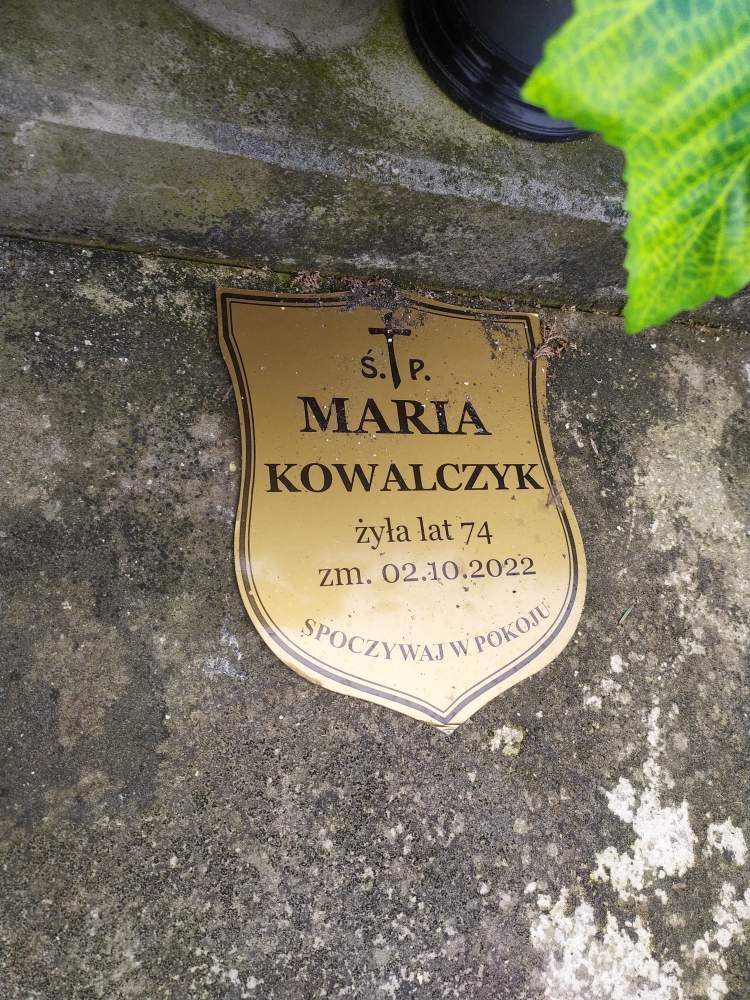 Ś. P.
MARIA
KOWALCZYK
żyła lat 74
zm. 02.10.2022
SPOCZYWAJ W POKOJU